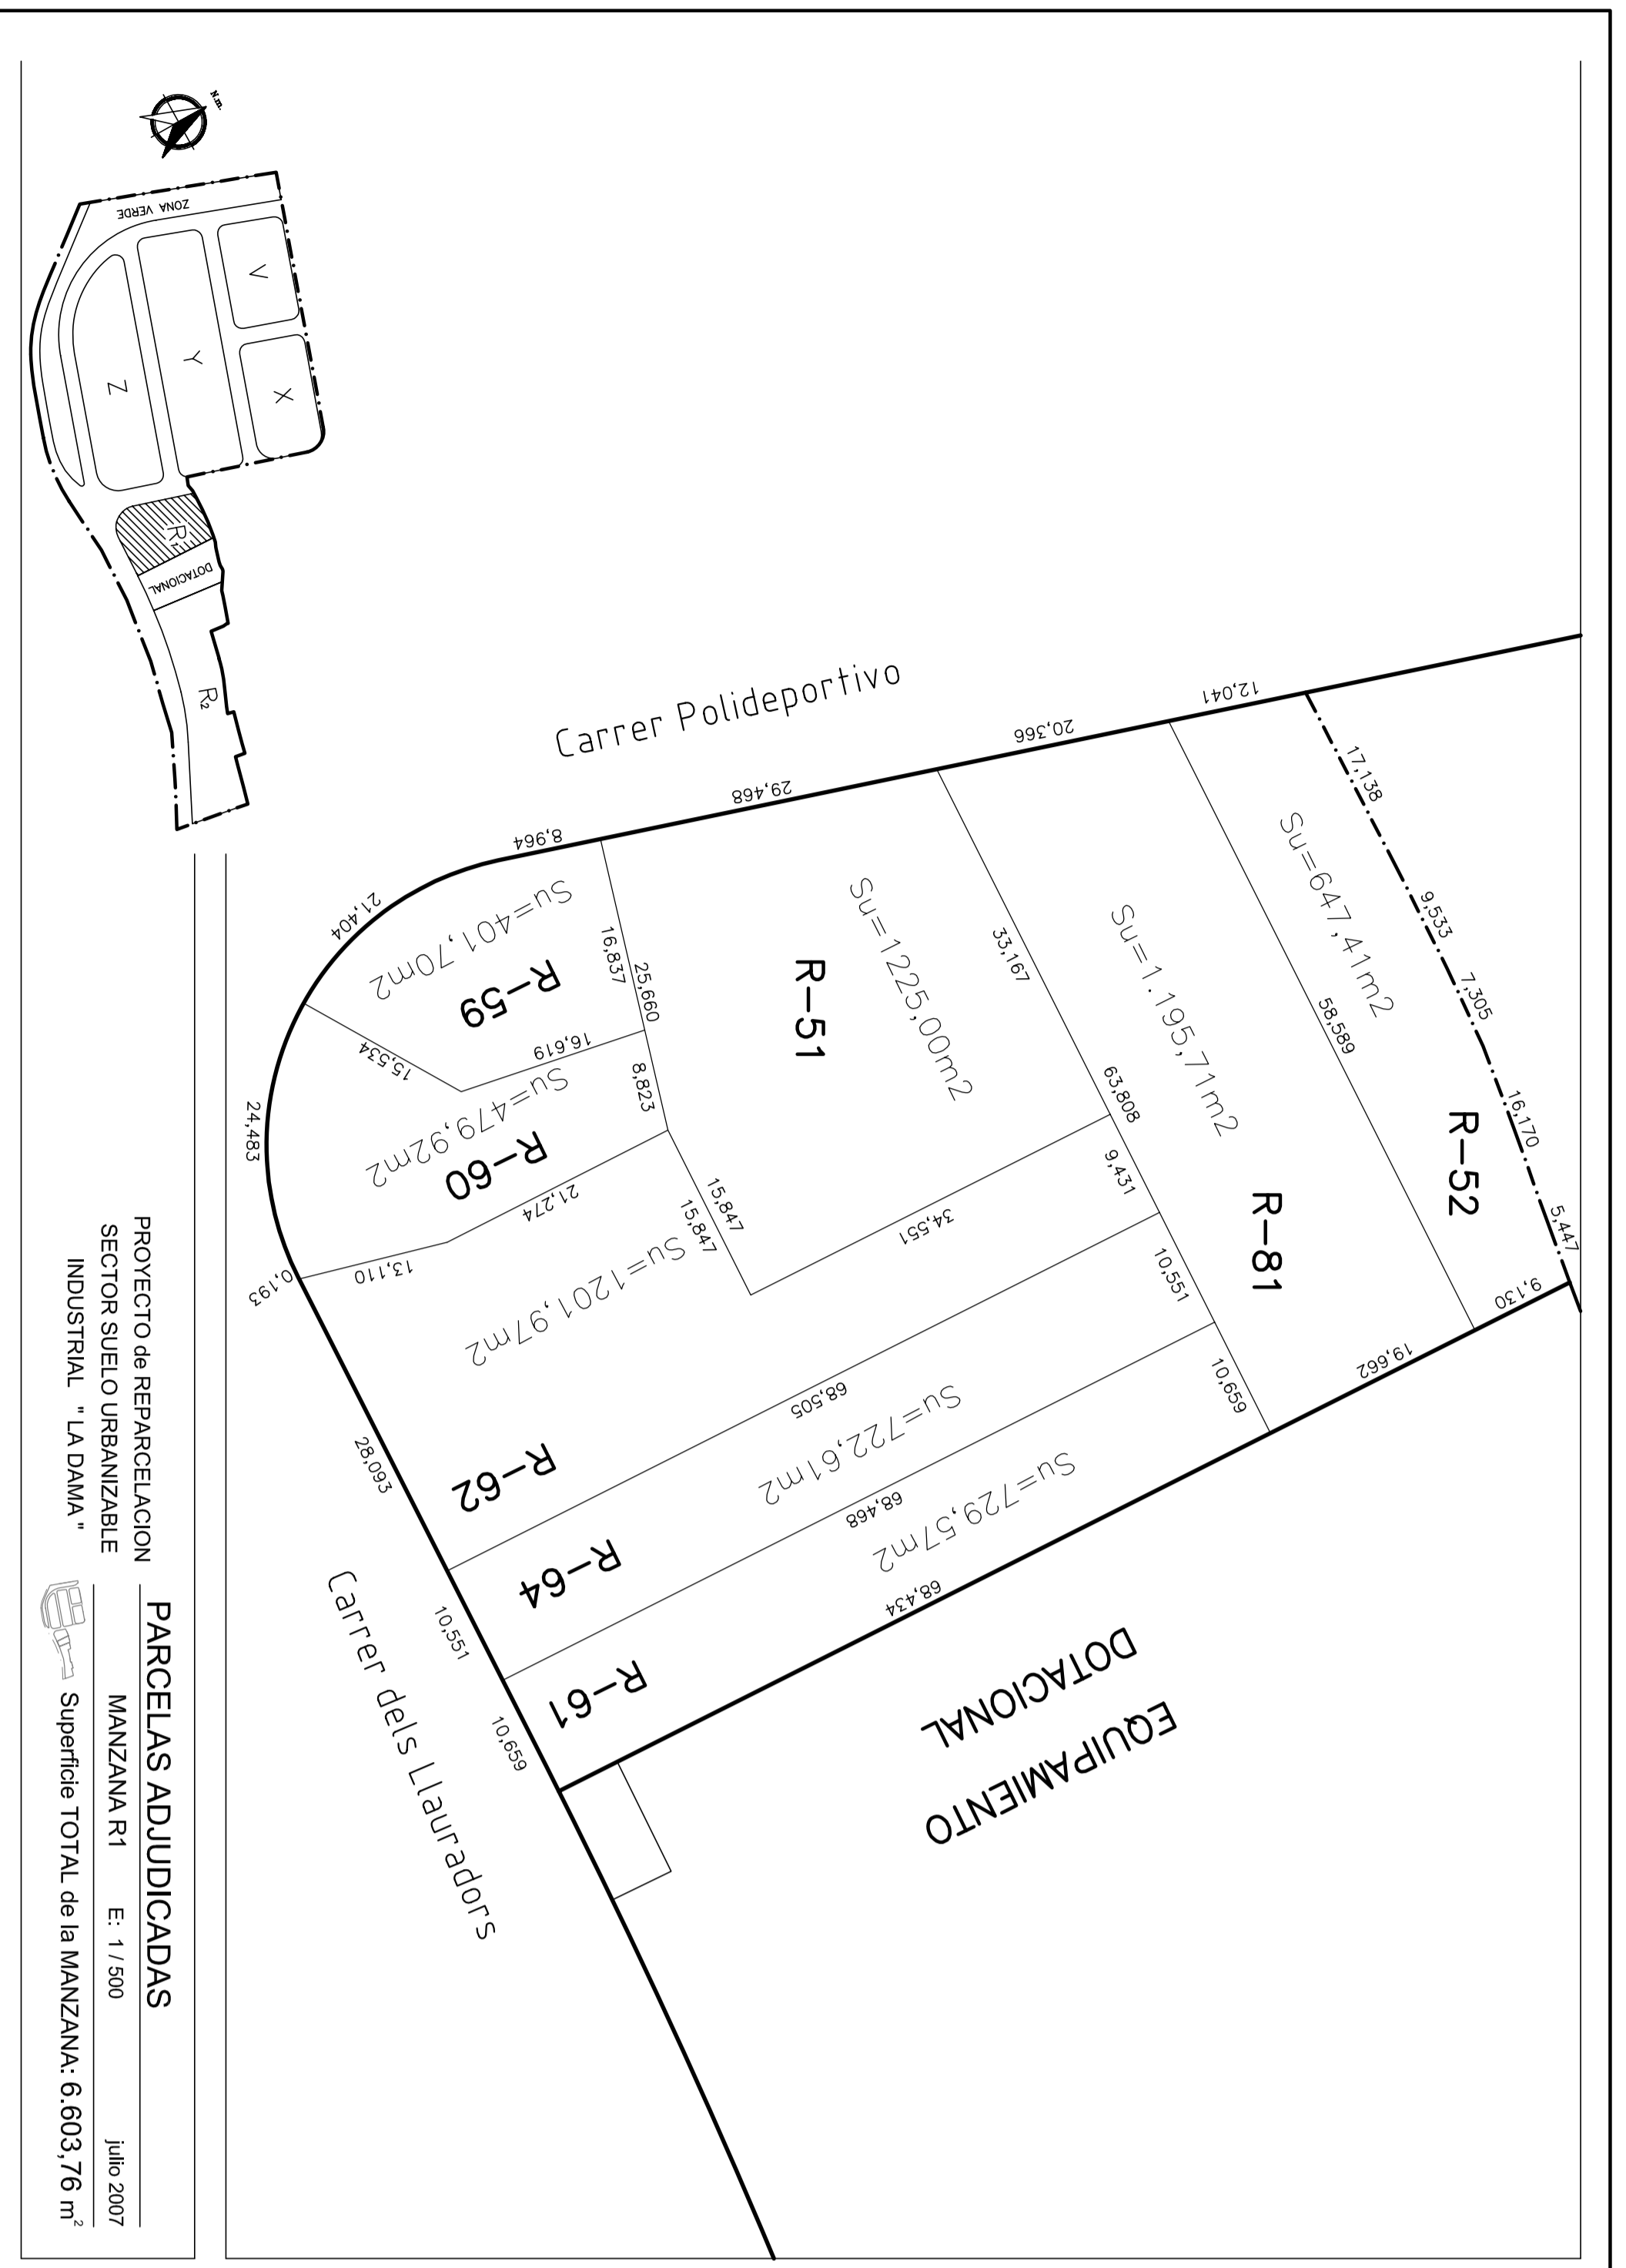 N.m.
ZONA VERDE
V
X
Y
Z
R1
DOTACIONAL
R2
Carrer Polideportivo
12,041
20,366
29,468
8,964
21,404
24,483
0,193
28,093
10,551
10,659
17,138
9,533
7,305
16,170
5,447
9,130
19,662
58,589
Su=647,41m2
R-52
Su=1.195,71m2
R-81
33,167
63,808
9,431
10,551
10,659
Su=1225,00m2
R-51
16,837
25,660
8,823
15,847
15,847
34,551
Su=401,70m2
R-59
16,619
15,534
Su=479,92m2
R-60
21,274
13,110
Su=1201,97m2
R-62
68,505
Su=722,61m2
R-64
68,468
Su=729,57m2
R-61
68,434
EQUIPAMIENTO
DOTACIONAL
Carrer dels Llauradors
PROYECTO de REPARCELACION
SECTOR SUELO URBANIZABLE
INDUSTRIAL " LA DAMA "
PARCELAS ADJUDICADAS
MANZANA R1 E: 1 / 500 julio 2007
Superficie TOTAL de la MANZANA: 6.603,76 m²